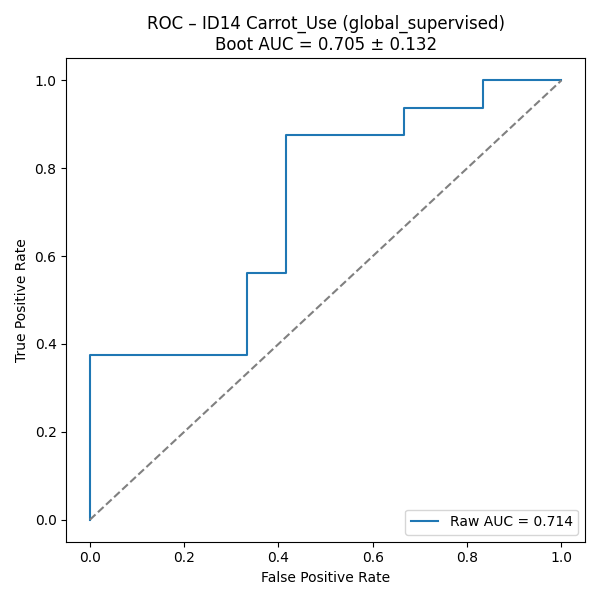 ROC – ID14 Carrot_Use (global_supervised)
Boot AUC = 0.705 ± 0.132
True Positive Rate
1.0
0.8
0.6
0.4
0.2
0.0
0.0 0.2 0.4 0.6 0.8 1.0
False Positive Rate
Raw AUC = 0.714